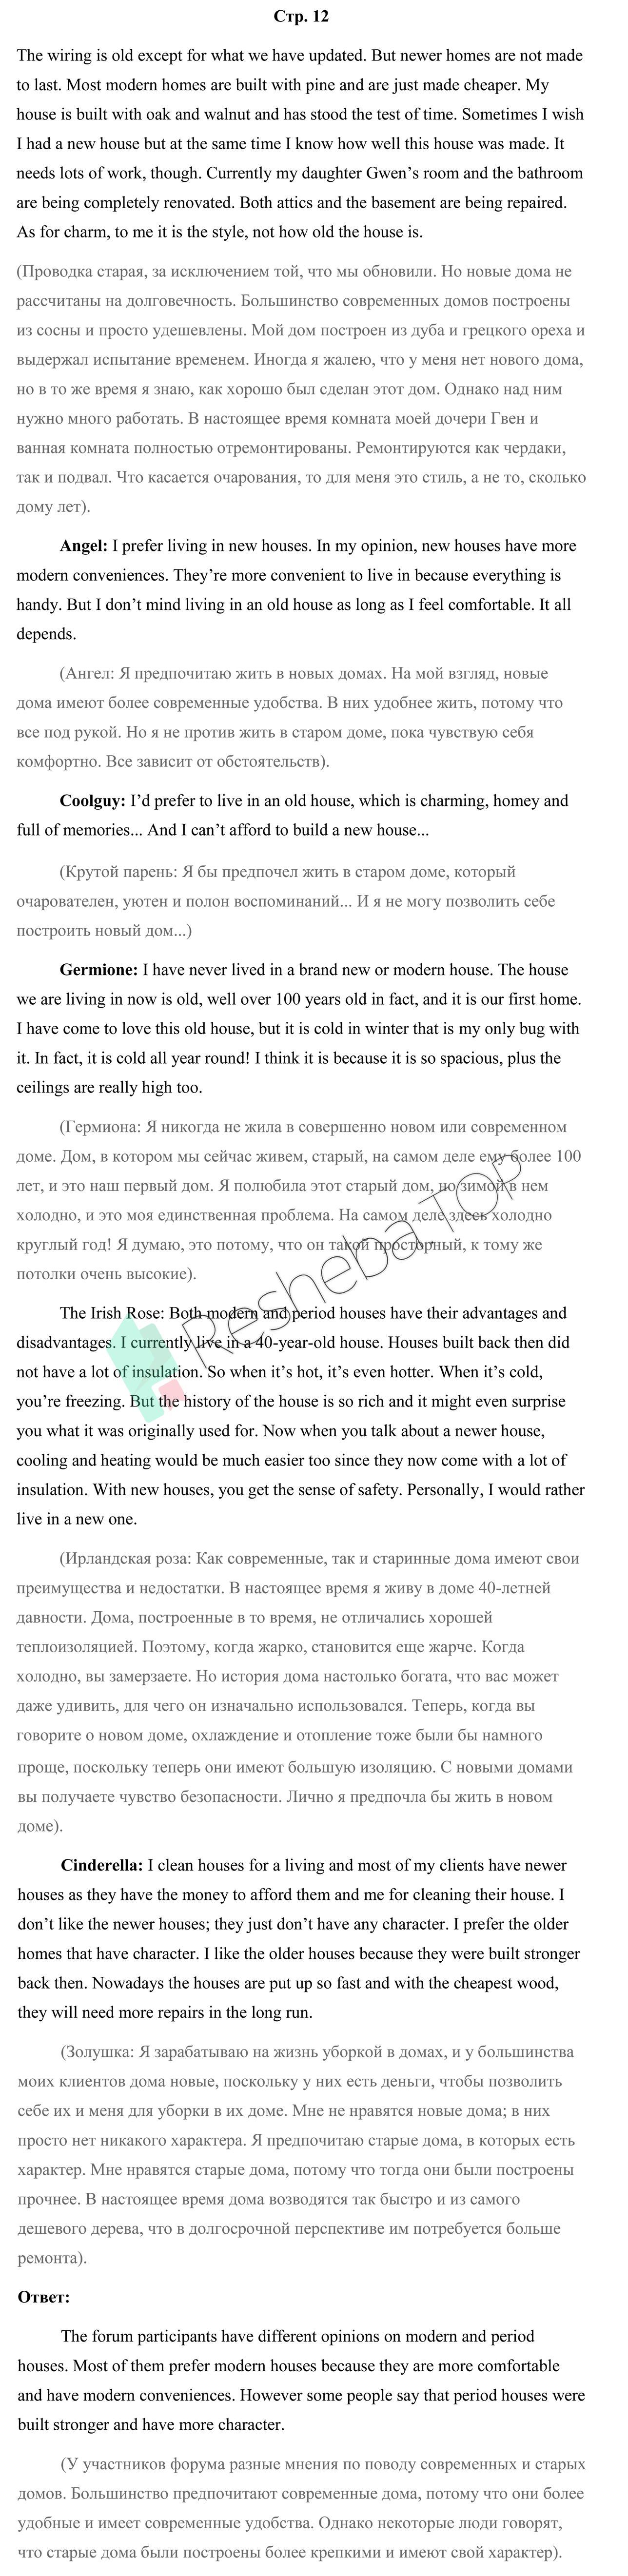 Стр. 12
The wiring is old except for what we have updated. But newer homes are not made
to last. Most modern homes are built with pine and are just made cheaper. My
house is built with oak and walnut and has stood the test of time. Sometimes I wish
I had a new house but at the same time I know how well this house was made. It
needs lots of work, though. Currently my daughter Gwen’s room and the bathroom
are being completely renovated. Both attics and the basement are being repaired.
As for charm, to me it is the style, not how old the house is.
(Проводка старая, за исключением той, что мы обновили. Но новые дома не
рассчитаны на долговечность. Большинство современных домов построены
из сосны и просто удешевлены. Мой дом построен из дуба и грецкого ореха и
выдержал испытание временем. Иногда я жалею, что у меня нет нового дома,
но в то же время я знаю, как хорошо был сделан этот дом. Однако над ним
нужно много работать. В настоящее время комната моей дочери Гвен и
ванная комната полностью отремонтированы. Ремонтируются как чердаки,
так и подвал. Что касается очарования, то для меня это стиль, а не то, сколько
дому лет).
Angel: I prefer living in new houses. In my opinion, new houses have more
modern conveniences. They’re more convenient to live in because everything is
handy. But I don’t mind living in an old house as long as I feel comfortable. It all
depends.
(Ангел: Я предпочитаю жить в новых домах. На мой взгляд, новые
дома имеют более современные удобства. В них удобнее жить, потому что
все под рукой. Но я не против жить в старом доме, пока чувствую себя
комфортно. Все зависит от обстоятельств).
Coolguy: I’d prefer to live in an old house, which is charming, homey and
full of memories... And I can’t afford to build a new house...
(Крутой парень: Я бы предпочел жить в старом доме, который
очарователен, уютен и полон воспоминаний... И я не могу позволить себе
построить новый дом...)
Germione: I have never lived in a brand new or modern house. The house
we are living in now is old, well over 100 years old in fact, and it is our first home.
I have come to love this old house, but it is cold in winter that is my only bug with
it. In fact, it is cold all year round! I think it is because it is so spacious, plus the
ceilings are really high too.
(Гермиона: Я никогда не жила в совершенно новом или современном
доме. Дом, в котором мы сейчас живем, старый, на самом деле ему более 100
лет, и это наш первый дом. Я полюбила этот старый дом, но зимой в нем
холодно, и это моя единственная проблема. На самом деле здесь холодно
круглый год! Я думаю, это потому, что он такой просторный, к тому же
потолки очень высокие).
Resheba.TOP
The Irish Rose: Both modern and period houses have their advantages and
disadvantages. I currently live in a 40-year-old house. Houses built back then did
not have a lot of insulation. So when it’s hot, it’s even hotter. When it’s cold,
you’re freezing. But the history of the house is so rich and it might even surprise
you what it was originally used for. Now when you talk about a newer house,
cooling and heating would be much easier too since they now come with a lot of
insulation. With new houses, you get the sense of safety. Personally, I would rather
live in a new one.
(Ирландская роза: Как современные, так и старинные дома имеют свои
преимущества и недостатки. В настоящее время я живу в доме 40-летней
давности. Дома, построенные в то время, не отличались хорошей
теплоизоляцией. Поэтому, когда жарко, становится еще жарче. Когда
холодно, вы замерзаете. Но история дома настолько богата, что вас может
даже удивить, для чего он изначально использовался. Теперь, когда вы
говорите о новом доме, охлаждение и отопление тоже были бы намного
проще, поскольку теперь они имеют большую изоляцию. С новыми домами
вы получаете чувство безопасности. Лично я предпочла бы жить в новом
доме).
Cinderella: I clean houses for a living and most of my clients have newer
houses as they have the money to afford them and me for cleaning their house. I
don’t like the newer houses; they just don’t have any character. I prefer the older
homes that have character. I like the older houses because they were built stronger
back then. Nowadays the houses are put up so fast and with the cheapest wood,
they will need more repairs in the long run.
(Золушка: Я зарабатываю на жизнь уборкой в домах, и у большинства
моих клиентов дома новые, поскольку у них есть деньги, чтобы позволить
себе их и меня для уборки в их доме. Мне не нравятся новые дома; в них
просто нет никакого характера. Я предпочитаю старые дома, в которых есть
характер. Мне нравятся старые дома, потому что тогда они были построены
прочнее. В настоящее время дома возводятся так быстро и из самого
дешевого дерева, что в долгосрочной перспективе им потребуется больше
ремонта).
Ответ:
The forum participants have different opinions on modern and period
houses. Most of them prefer modern houses because they are more comfortable
and have modern conveniences. However some people say that period houses were
built stronger and have more character.
(У участников форума разные мнения по поводу современных и старых
домов. Большинство предпочитают современные дома, потому что они более
удобные и имеет современные удобства. Однако некоторые люди говорят,
что старые дома были построены более крепкими и имеют свой характер).